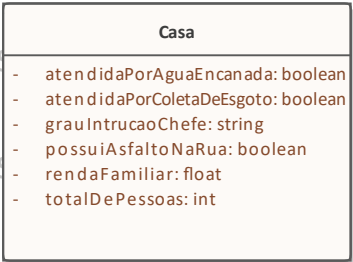 Casa
- atendidaPorAguaEncanada: boolean
- atendidaPorColetaDeEsgoto: boolean
- grauIntrucaoChefe: string
- possuiAsfaltoNaRua: boolean
- rendaFamiliar: float
- totalDePessoas: int